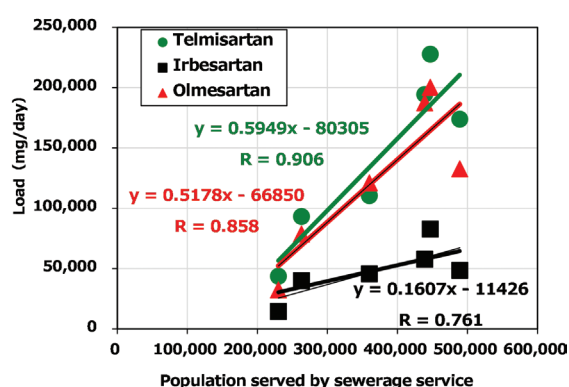 250,000
200,000
150,000
100,000
50,000
0
Load (mg/day)
Telmisartan
Irbesartan
Olmesartan
y = 0.5949x - 80305
R = 0.906
y = 0.5178x - 66850
R = 0.858
y = 0.1607x - 11426
R = 0.761
0 100,000 200,000 300,000 400,000 500,000 600,000
Population served by sewerage service